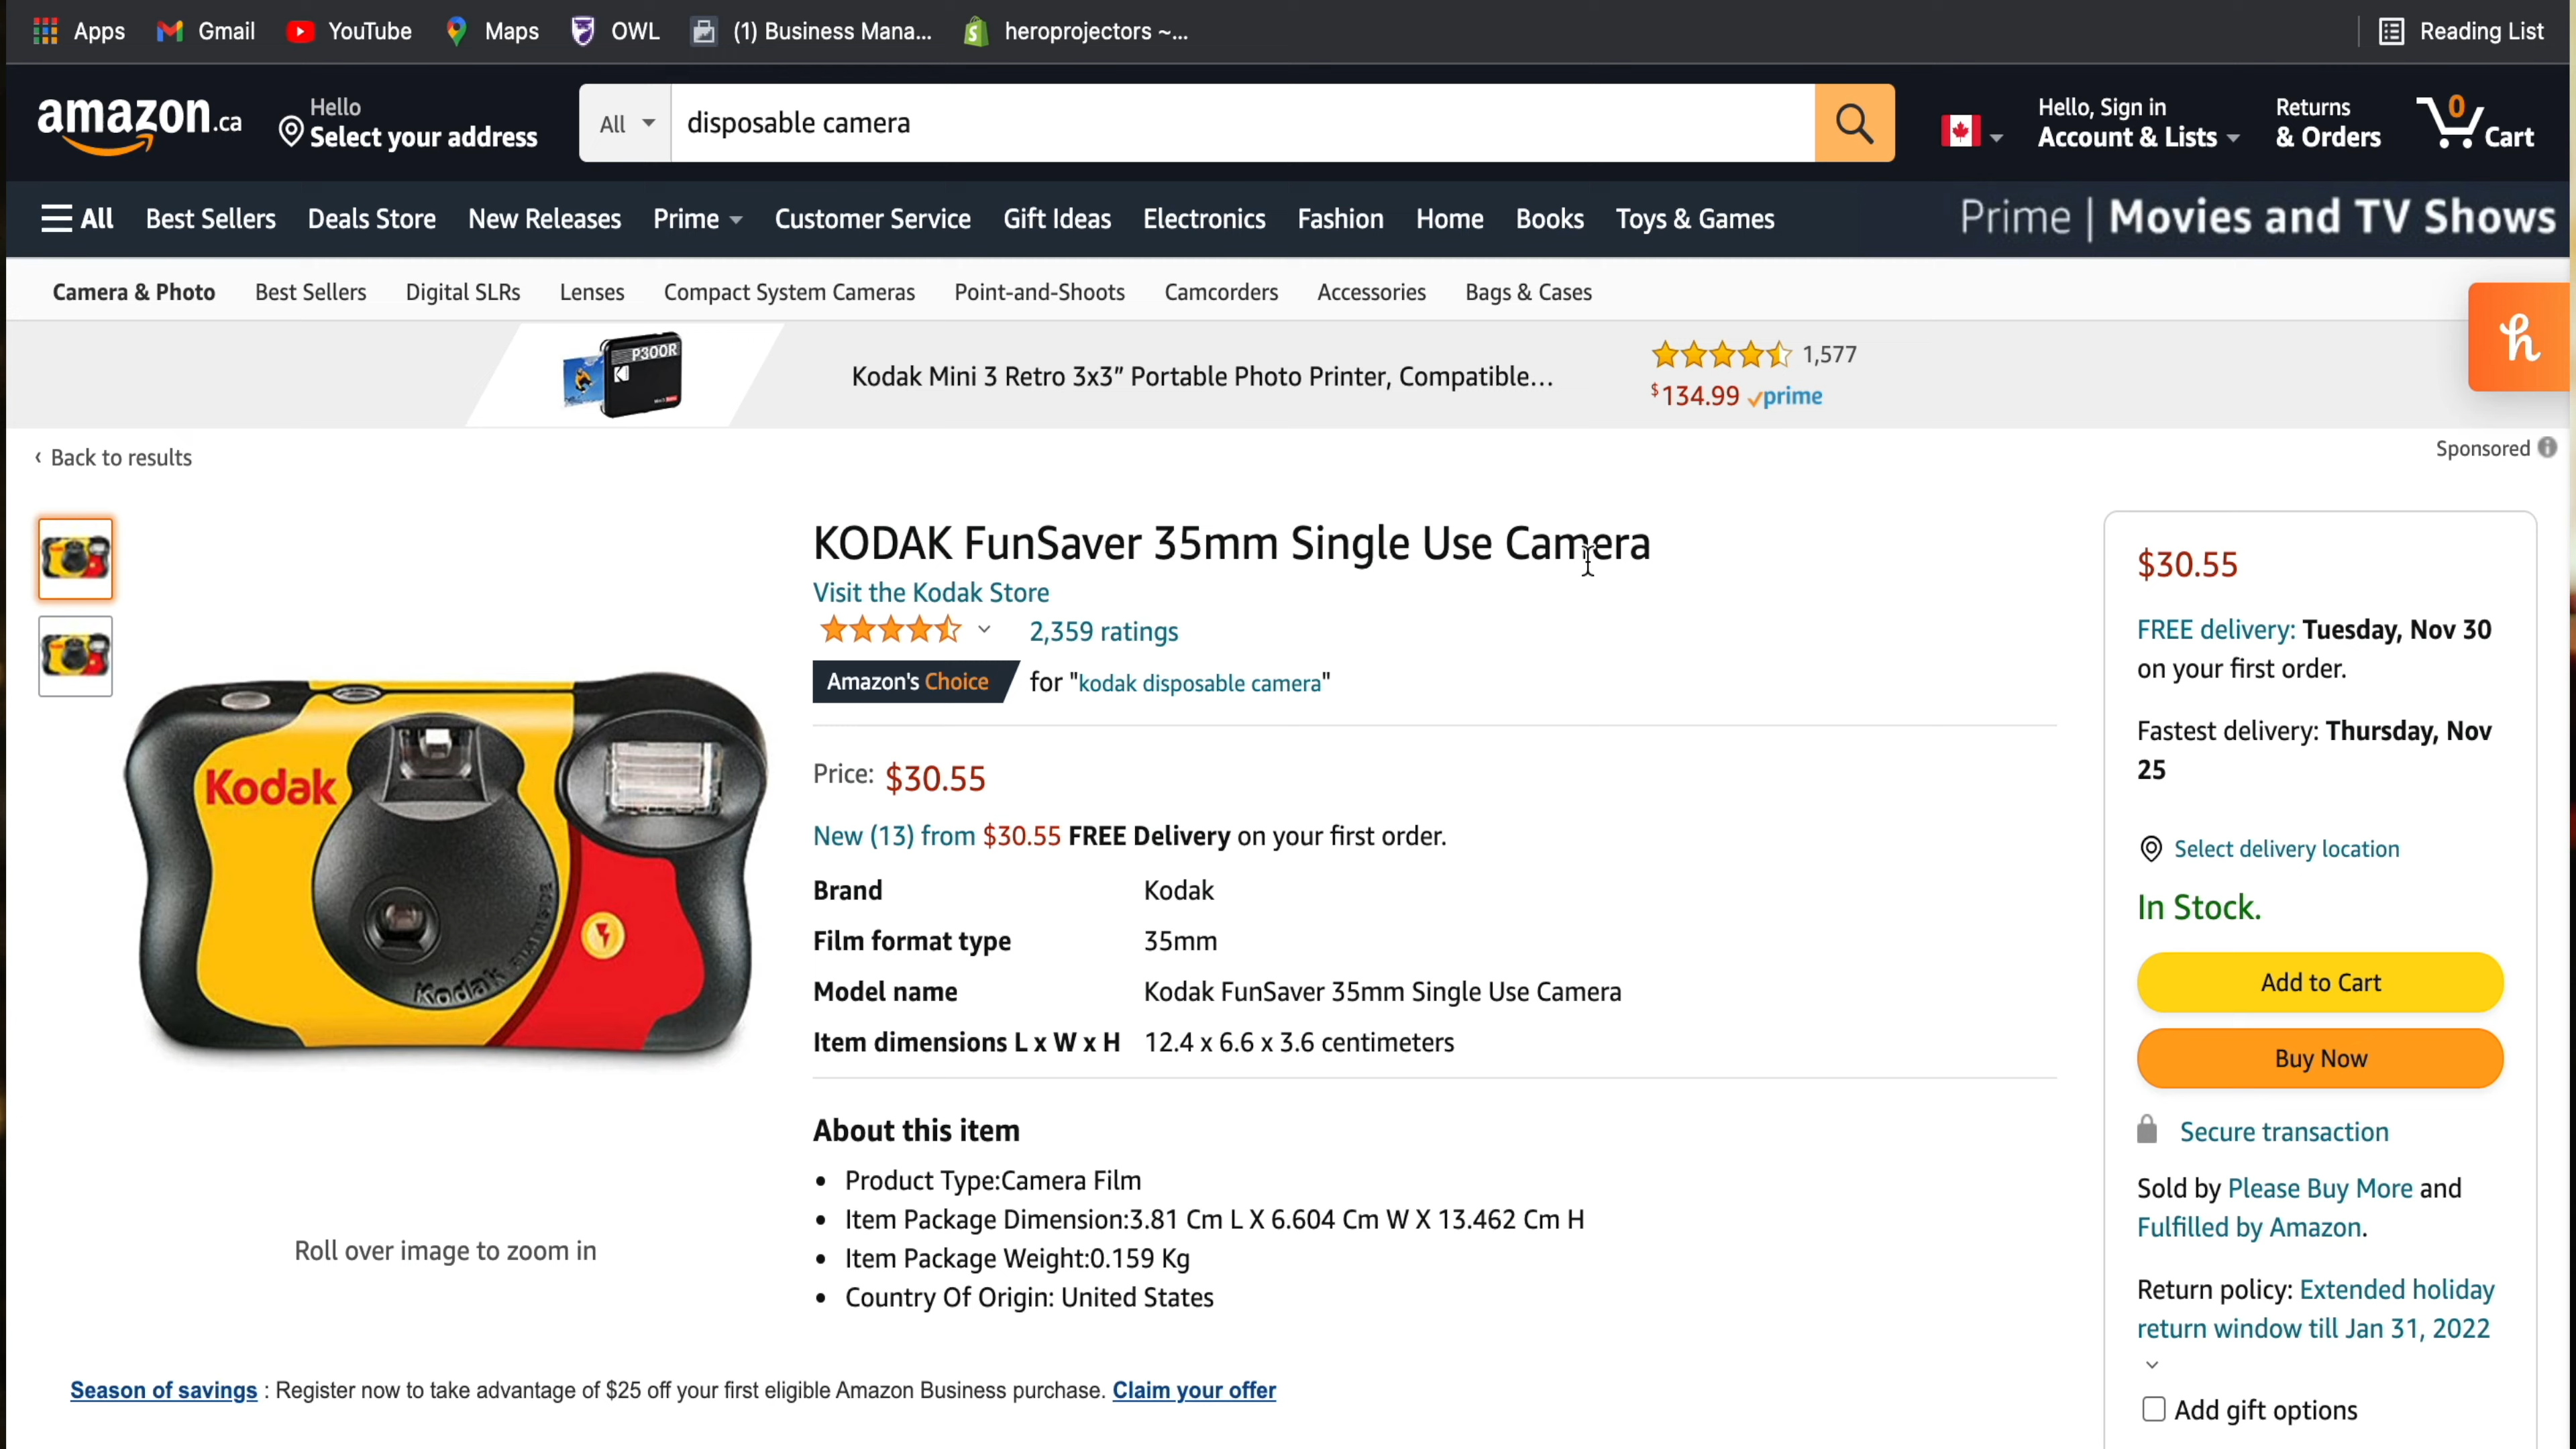 Apps Gmail YouTube Maps OWL (1) Business Mana... heroprojectors ~... Reading List
amazon.ca
Hello
Select your address
All
disposable camera
Hello, Sign in
Account & Lists
Returns
& Orders
0
Cart
All Best Sellers Deals Store New Releases Prime Customer Service Gift Ideas Electronics Fashion Home Books Toys & Games
Prime | Movies and TV Shows
Camera & Photo Best Sellers Digital SLRs Lenses Compact System Cameras Point-and-Shoots Camcorders Accessories Bags & Cases
P300R
Kodak Mini 3 Retro 3x3” Portable Photo Printer, Compatible...
1,577
$134.99 prime
‹ Back to results
Sponsored
KODAK FunSaver 35mm Single Use Camera
Visit the Kodak Store
2,359 ratings
Amazon's Choice for "kodak disposable camera"
Kodak
Kodak
Roll over image to zoom in
Price: $30.55
New (13) from $30.55 FREE Delivery on your first order.
Brand Kodak
Film format type 35mm
Model name Kodak FunSaver 35mm Single Use Camera
Item dimensions L x W x H 12.4 x 6.6 x 3.6 centimeters
About this item
• Product Type:Camera Film
• Item Package Dimension:3.81 Cm L X 6.604 Cm W X 13.462 Cm H
• Item Package Weight:0.159 Kg
• Country Of Origin: United States
$30.55
FREE delivery: Tuesday, Nov 30
on your first order.
Fastest delivery: Thursday, Nov
25
Select delivery location
In Stock.
Add to Cart
Buy Now
Secure transaction
Sold by Please Buy More and
Fulfilled by Amazon.
Return policy: Extended holiday
return window till Jan 31, 2022
Add gift options
Season of savings : Register now to take advantage of $25 off your first eligible Amazon Business purchase. Claim your offer